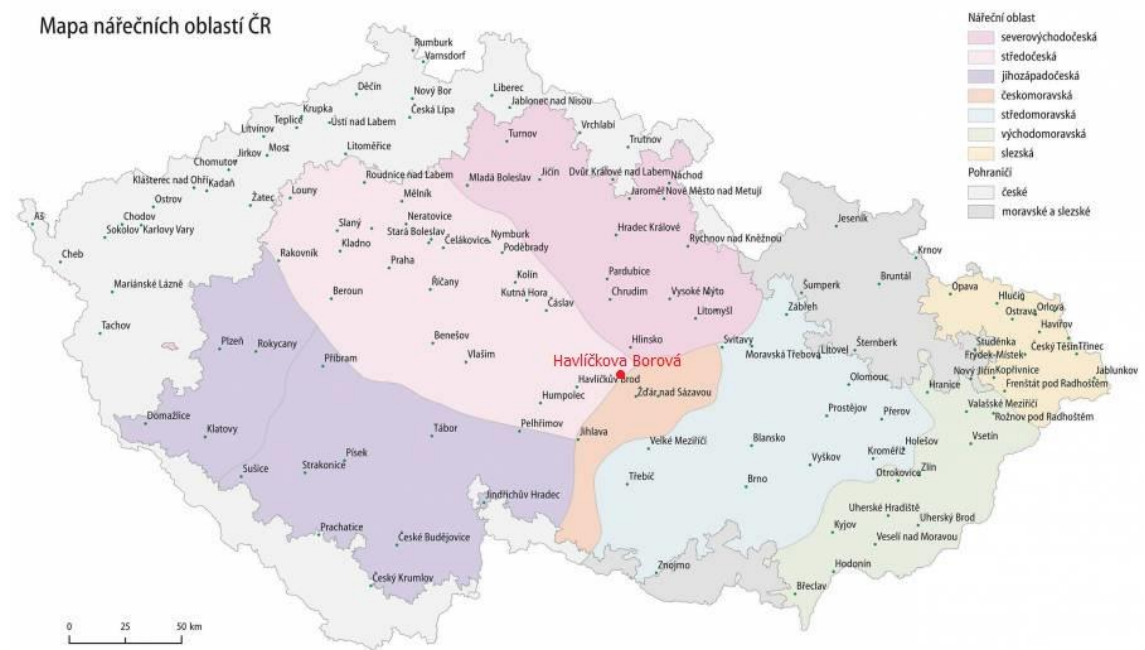 Mapa nářečních oblastí ČR
Nářeční oblast
severovýchodočeská
středočeská
jihozápadočeská
českomoravská
středomoravská
východomoravská
slezská
Pohraničí
české
moravské a slezské
Rumburk
Varnsdorf
Děčín
Nový Bor
Česká Lípa
Liberec
Jablonec nad Nisou
Krupka
Teplice
Ústí nad Labem
Litvínov
Most
Jirkov
Chomutov
Litoměřice
Turnov
Vrchlabí
Trutnov
Klášterec nad Ohří
Kadaň
Ostrov
Žatec
Louny
Roudnice nad Labem
Mělník
Mladá Boleslav
Jičín
Dvůr Králové nad Labem
Náchod
Jaroměř
Nové Město nad Metují
Aš
Chodov
Sokolov
Karlovy Vary
Cheb
Slaný
Kladno
Neratovice
Stará Boleslav
Čelákovice
Nymburk
Poděbrady
Hradec Králové
Rychnov nad Kněžnou
Jeseník
Krnov
Rakovník
Praha
Mariánské Lázně
Beroun
Říčany
Kolín
Kutná Hora
Čáslav
Pardubice
Chrudim
Vysoké Mýto
Litomyšl
Šumperk
Zábřeh
Bruntál
Opava
Hlučín
Orlová
Ostrava
Havířov
Tachov
Plzeň
Rokycany
Příbram
Benešov
Vlašim
Hlinsko
Svitavy
Moravská Třebová
Litovel
Šternberk
Studénka
Český Těšín
Třinec
Frýdek-Místek
Havlíčkova Borová
Havlíčkův Brod
Žďár nad Sázavou
Humpolec
Olomouc
Hranice
Nový Jičín
Kopřivnice
Jablunkov
Frenštát pod Radhoštěm
Valašské Meziříčí
Rožnov pod Radhoštěm
Domažlice
Klatovy
Tábor
Pelhřimov
Jihlava
Velké Meziříčí
Prostějov
Přerov
Blansko
Holešov
Vsetín
Sušice
Strakonice
Písek
Třebíč
Brno
Vyškov
Kroměříž
Otrokovice
Zlín
Jindřichův Hradec
Prachatice
České Budějovice
Uherské Hradiště
Uherský Brod
Kyjov
Veselí nad Moravou
Český Krumlov
Znojmo
Hodonín
Břeclav
0 25 50 km